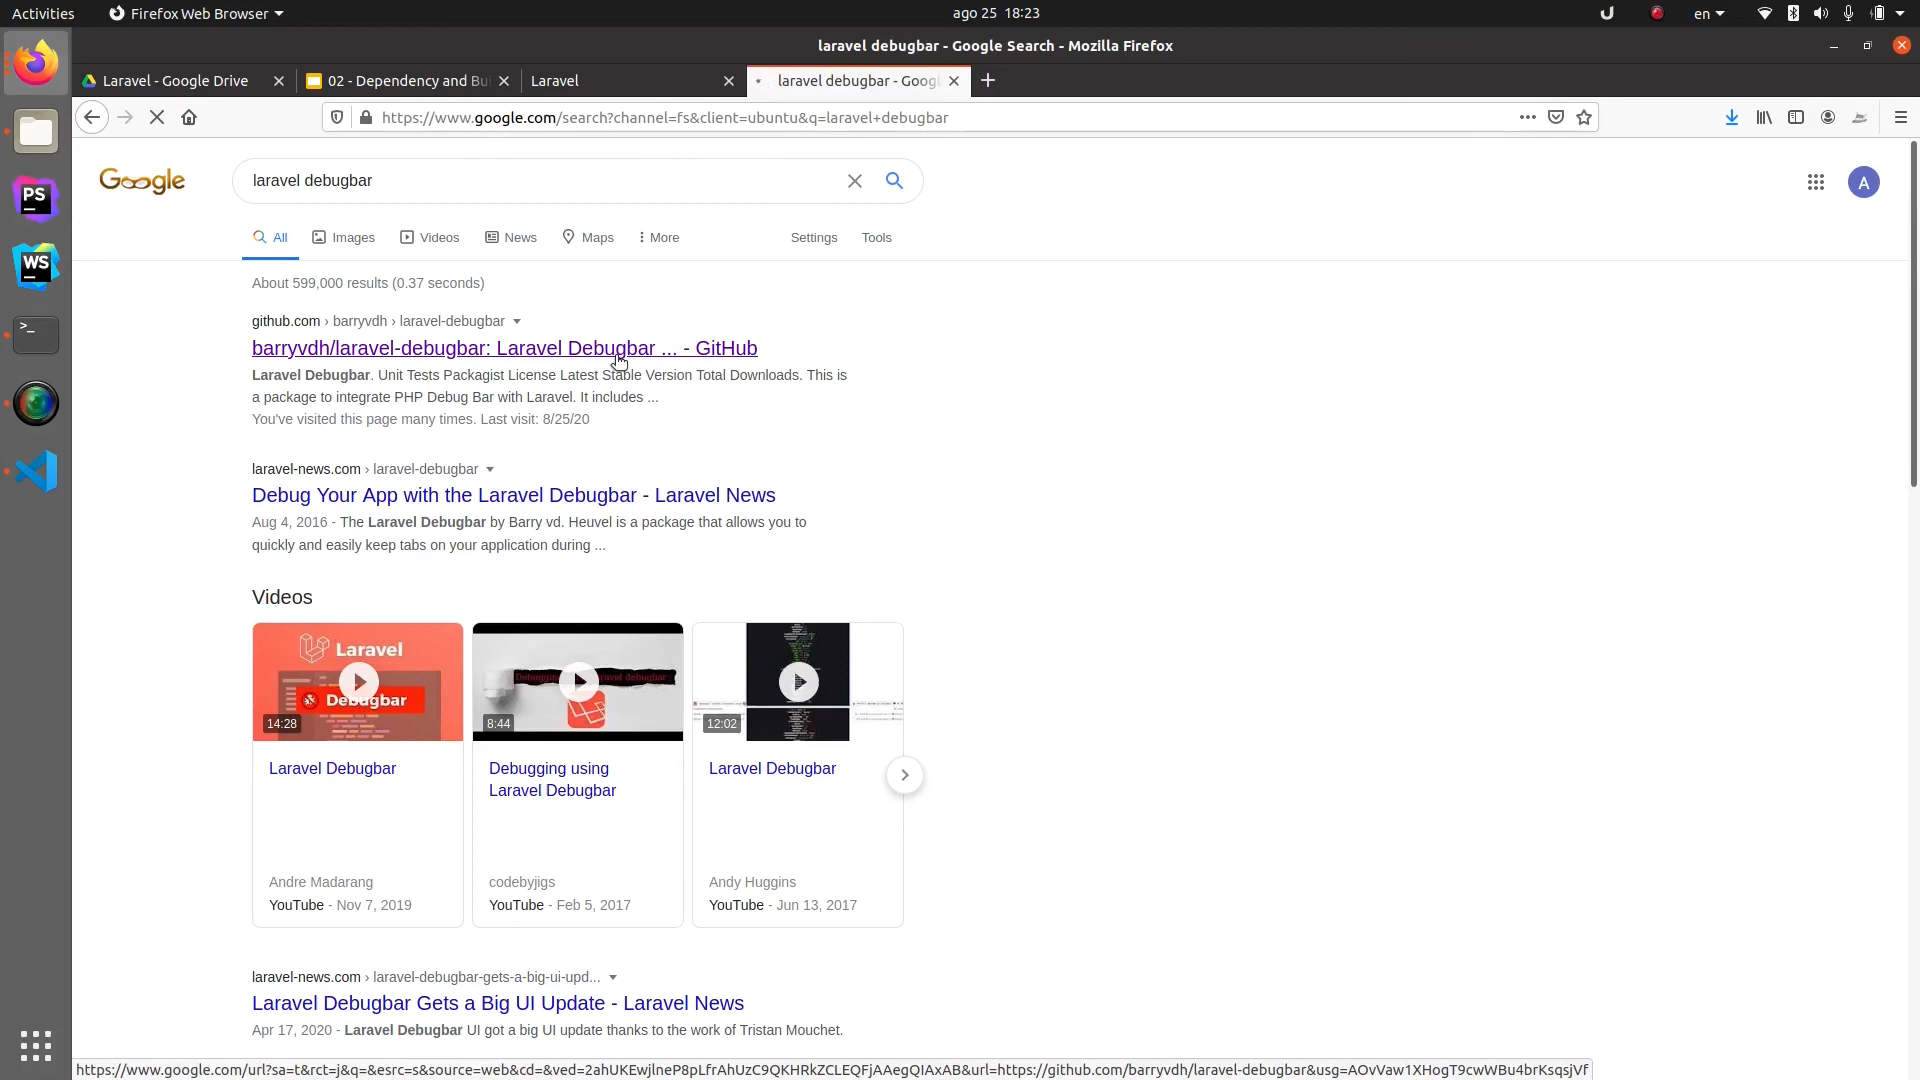 Activities
Firefox Web Browser
ago 25 18:23
en
laravel debugbar - Google Search - Mozilla Firefox
Laravel - Google Drive
02 - Dependency and Bu
Laravel
laravel debugbar - Googl
https://www.google.com/search?channel=fs&client=ubuntu&q=laravel+debugbar
Google
laravel debugbar
A
All
Images
Videos
News
Maps
More
Settings
Tools
About 599,000 results (0.37 seconds)
github.com › barryvdh › laravel-debugbar
barryvdh/laravel-debugbar: Laravel Debugbar ... - GitHub
Laravel Debugbar. Unit Tests Packagist License Latest Stable Version Total Downloads. This is
a package to integrate PHP Debug Bar with Laravel. It includes ...
You've visited this page many times. Last visit: 8/25/20
laravel-news.com › laravel-debugbar
Debug Your App with the Laravel Debugbar - Laravel News
Aug 4, 2016 - The Laravel Debugbar by Barry vd. Heuvel is a package that allows you to
quickly and easily keep tabs on your application during ...
Videos
Laravel
Debugbar
14:28
8:44
12:02
Laravel Debugbar
Andre Madarang
YouTube - Nov 7, 2019
Debugging using
Laravel Debugbar
codebyjigs
YouTube - Feb 5, 2017
Laravel Debugbar
Andy Huggins
YouTube - Jun 13, 2017
laravel-news.com › laravel-debugbar-gets-a-big-ui-upd...
Laravel Debugbar Gets a Big UI Update - Laravel News
Apr 17, 2020 - Laravel Debugbar UI got a big UI update thanks to the work of Tristan Mouchet.
https://www.google.com/url?sa=t&rct=j&q=&esrc=s&source=web&cd=&ved=2ahUKEwjlneP8pLfrAhUzC9QKHRkZCLEQFjAAegQIAxAB&url=https://github.com/barryvdh/laravel-debugbar&usg=AOvVaw1XHogT9cwWBu4brKsqsjVf
PS
WS